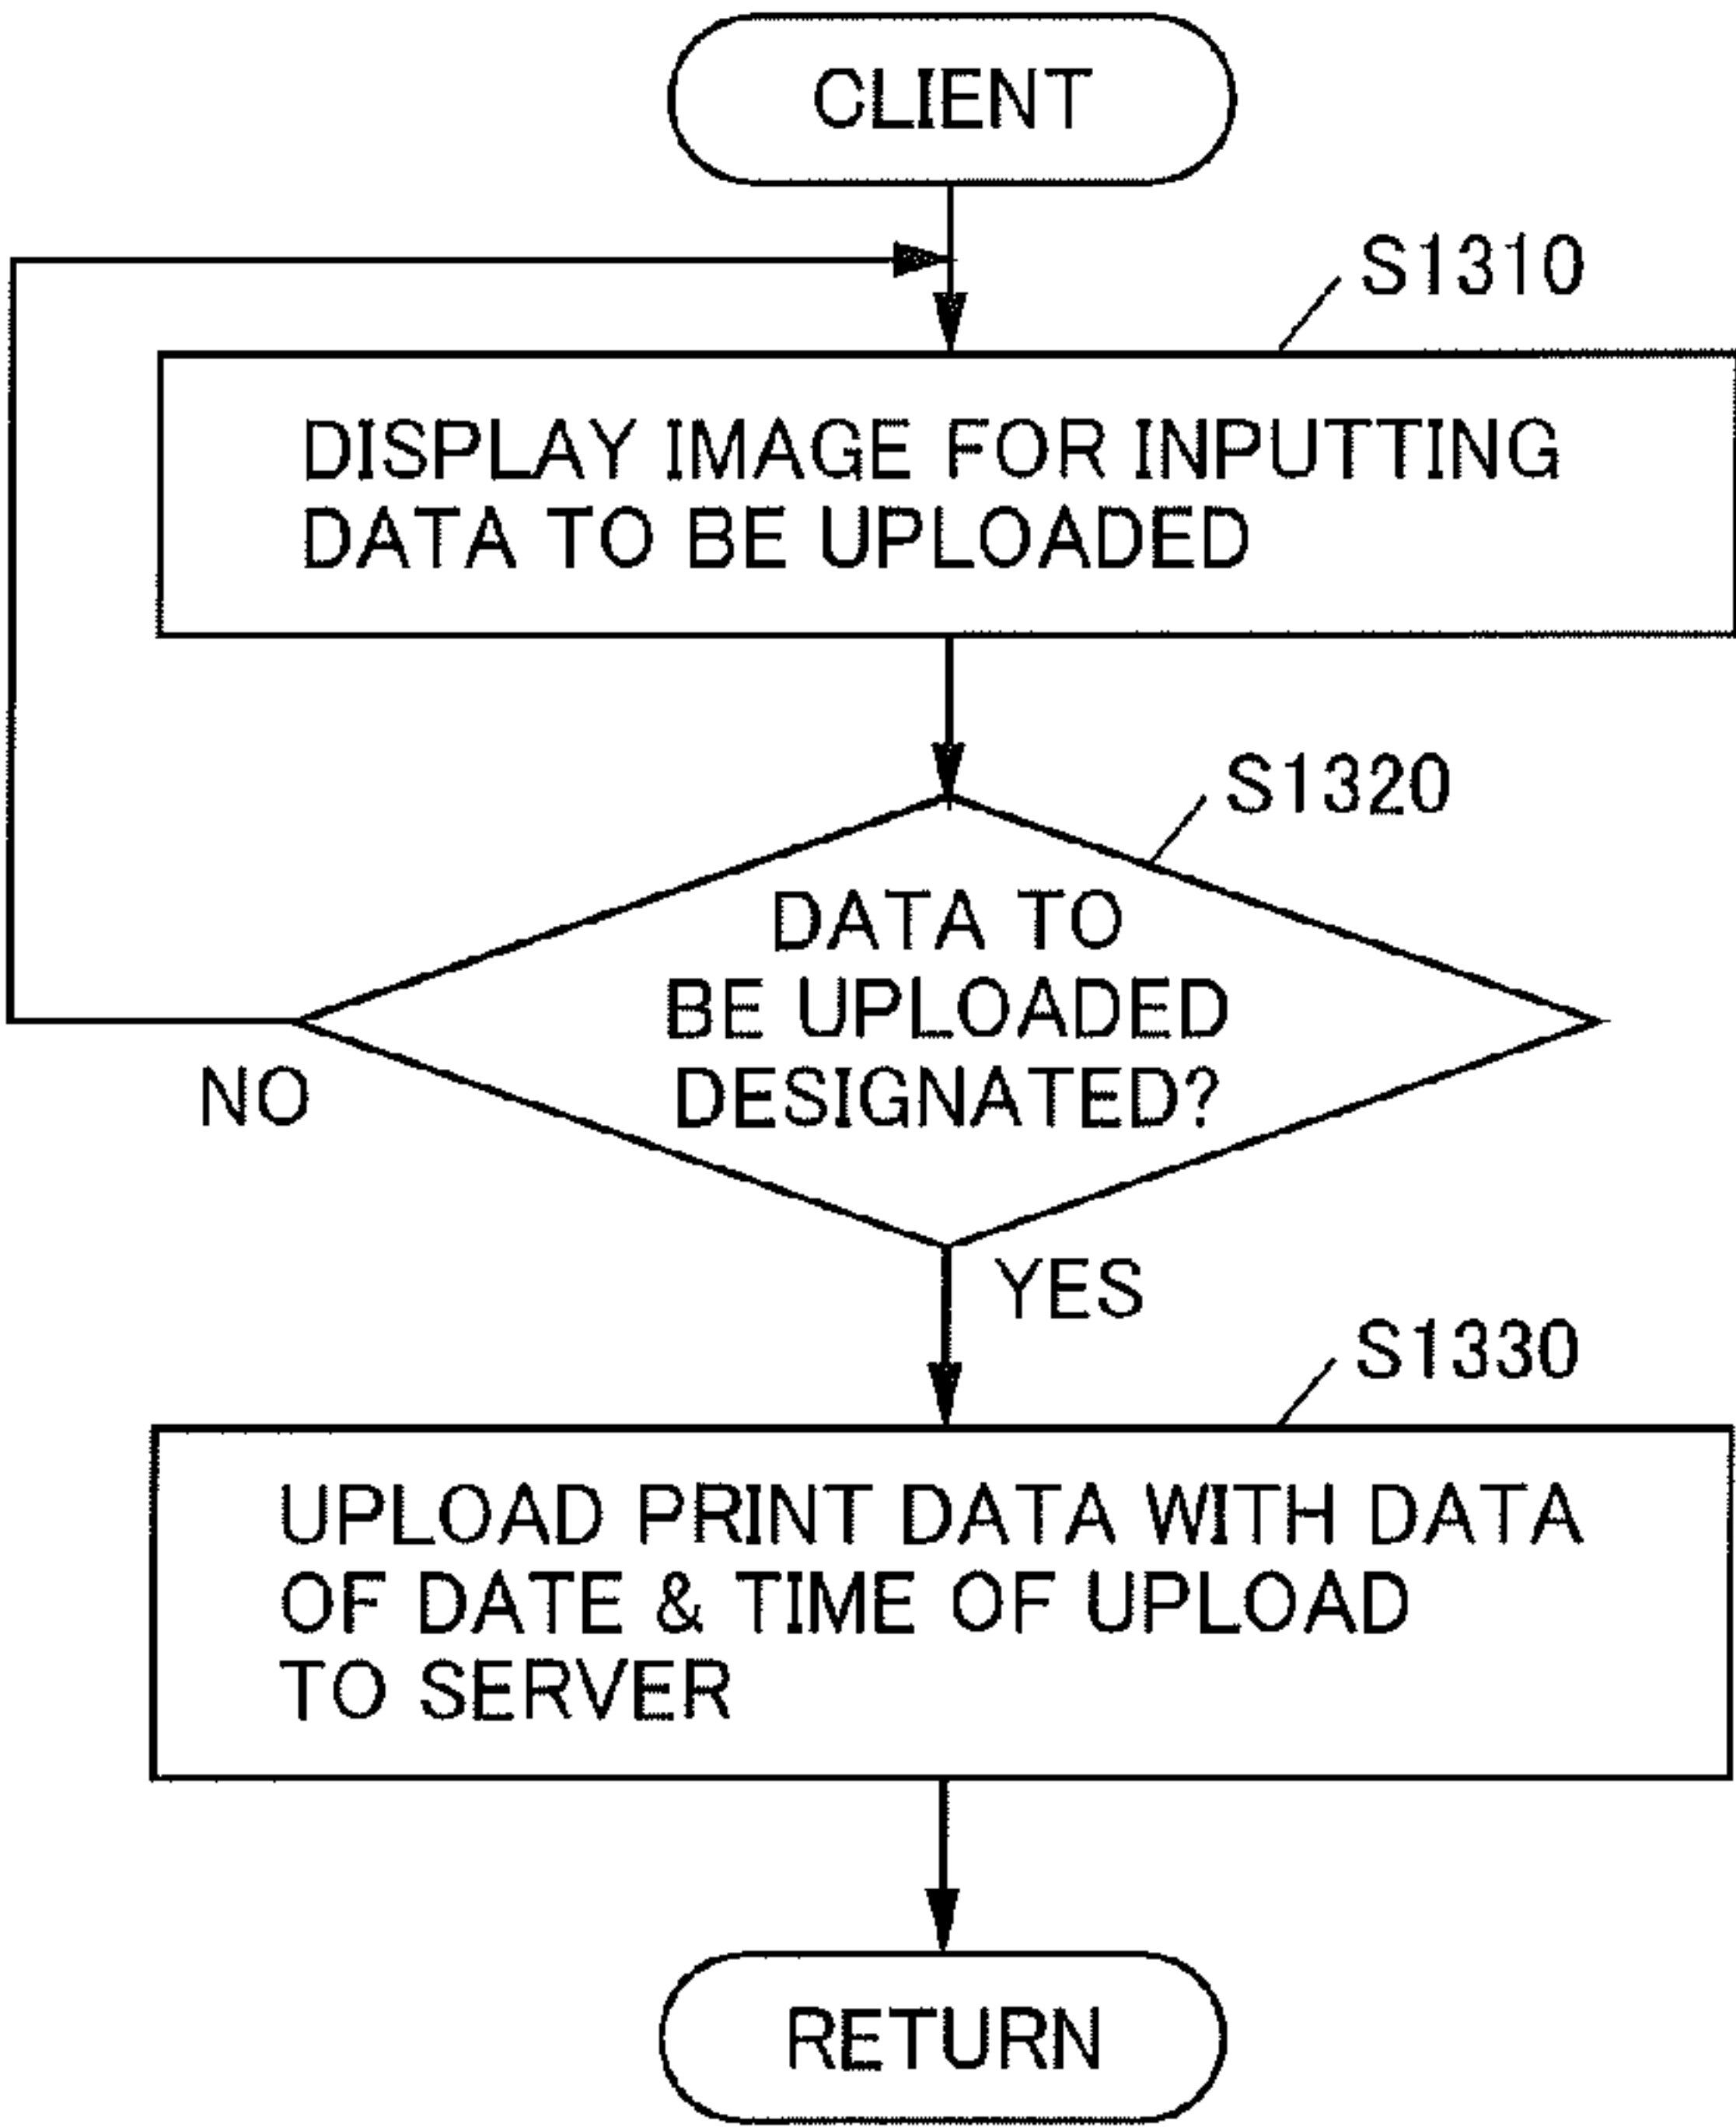 CLIENT
S1310
DISPLAY IMAGE FOR INPUTTING
DATA TO BE UPLOADED
S1320
DATA TO
BE UPLOADED
DESIGNATED?
NO
YES
S1330
UPLOAD PRINT DATA WITH DATA
OF DATE & TIME OF UPLOAD
TO SERVER
RETURN